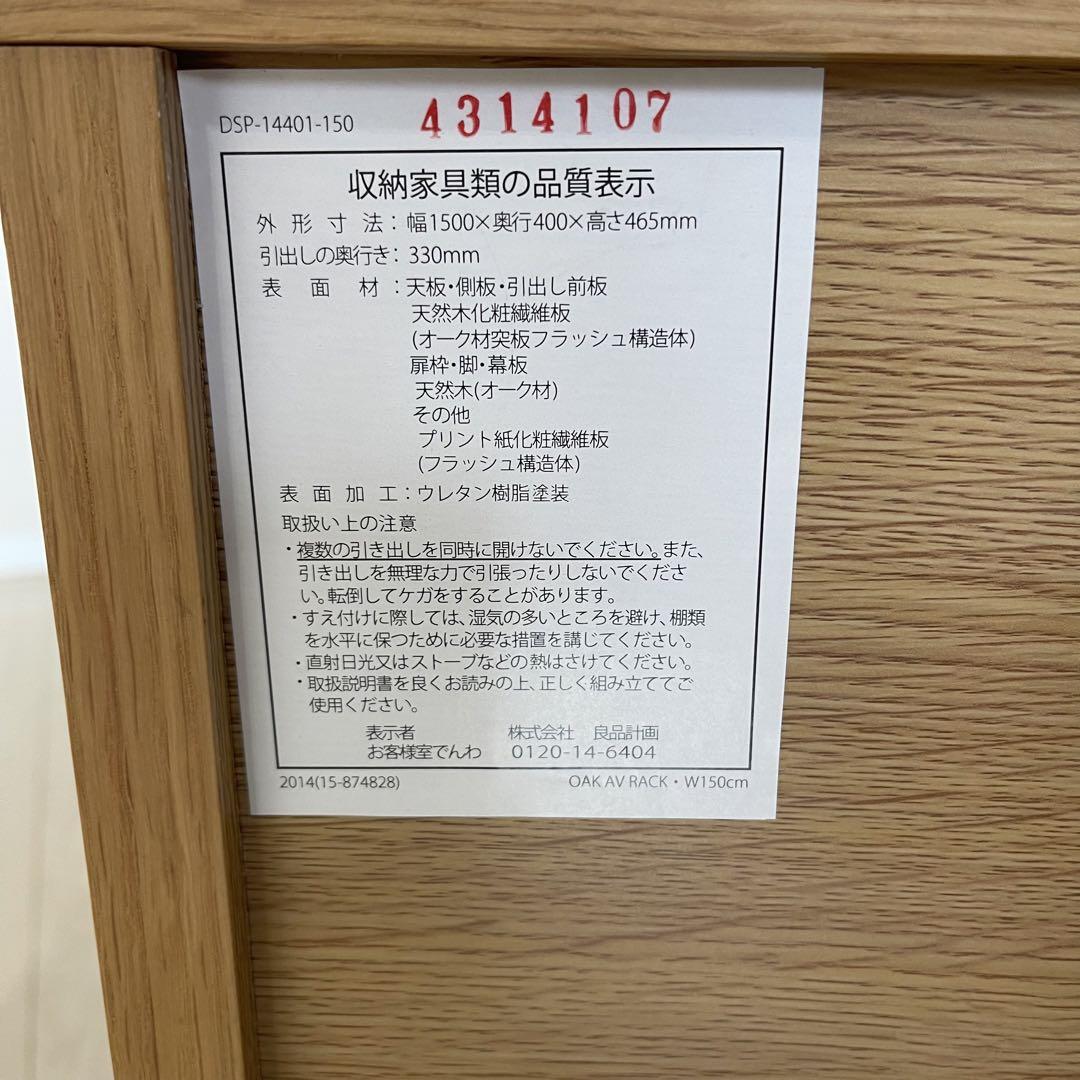 DSP-14401-150
4314107
収納家具類の品質表示
外形寸法：幅1500×奥行400×高さ465mm
引出しの奥行き：330mm
表面材：天板・側板・引出し前板
天然木化粧繊維板
(オーク材突板フラッシュ構造体)
扉枠・脚・幕板
天然木(オーク材)
その他
プリント紙化粧繊維板
(フラッシュ構造体)
表面加工：ウレタン樹脂塗装
取扱い上の注意
・複数の引き出しを同時に開けないでください。また、
引き出しを無理な力で引張ったりしないでくださ
い。転倒してケガをすることがあります。
・すえ付けに際しては、湿気の多いところを避け、棚類
を水平に保つために必要な措置を講じてください。
・直射日光又はストーブなどの熱はさけてください。
・取扱説明書を良くお読みの上、正しく組み立ててご
使用ください。
表示者 株式会社 良品計画
お客様室でんわ 0120-14-6404
2014(15-874828) OAK AV RACK・W150cm